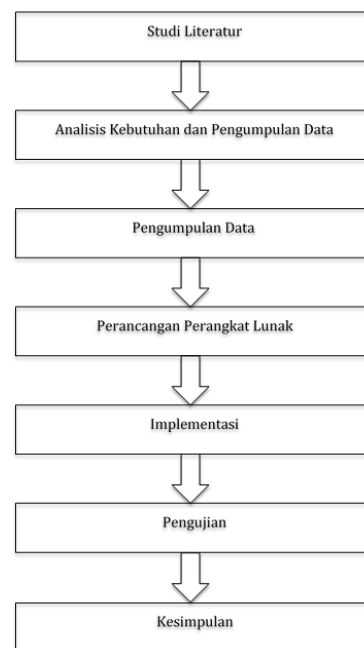 Studi Literatur
Analisis Kebutuhan dan Pengumpulan Data
Pengumpulan Data
Perancangan Perangkat Lunak
Implementasi
Pengujian
Kesimpulan